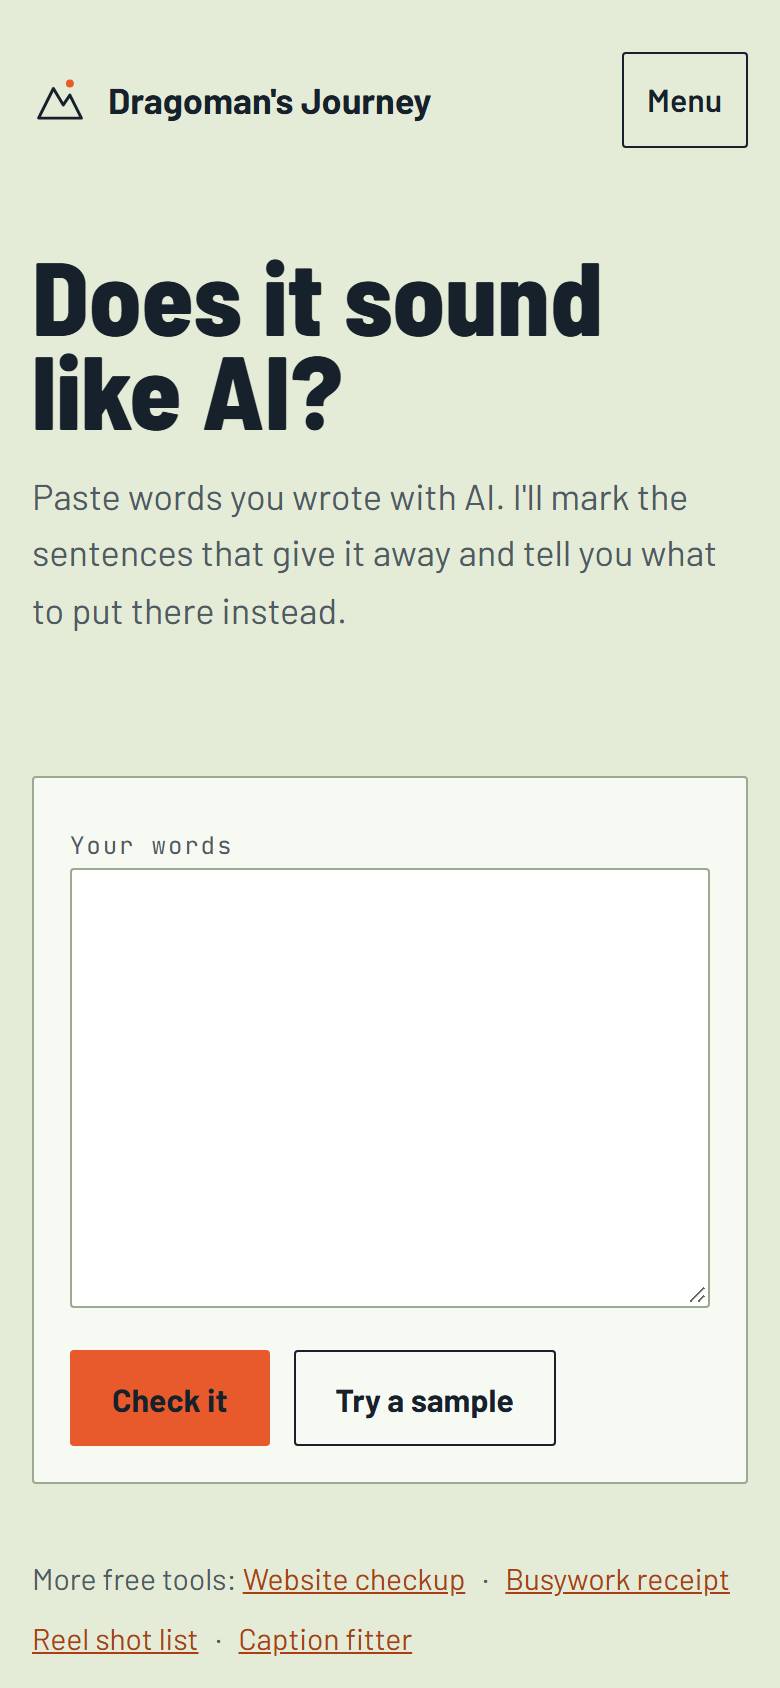 Dragoman's Journey
Menu
Does it sound
like AI?
Paste words you wrote with AI. I'll mark the
sentences that give it away and tell you what
to put there instead.
Your words
Check it
Try a sample
More free tools: Website checkup · Busywork receipt
Reel shot list · Caption fitter